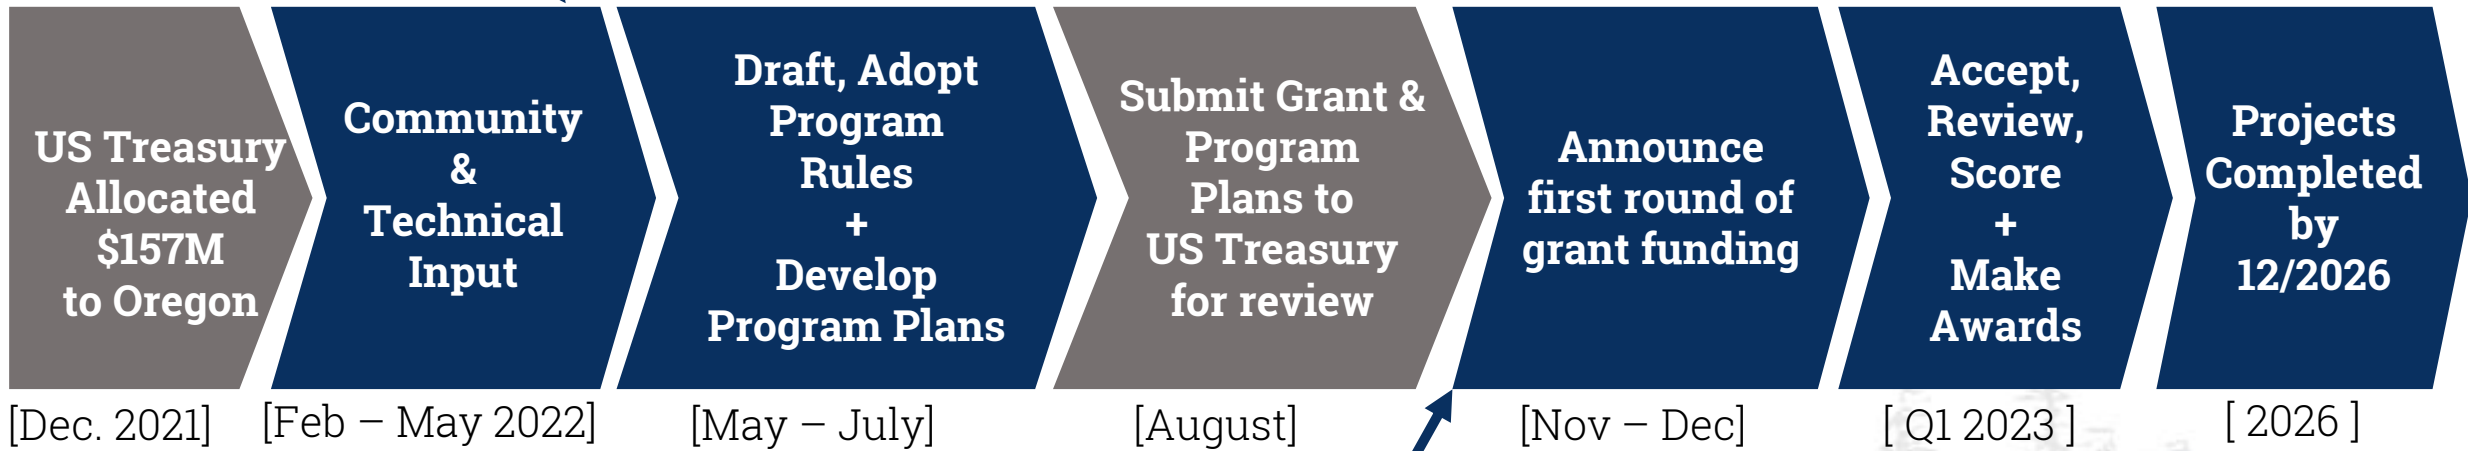 US Treasury
Allocated
$157M
to Oregon
Community
&
Technical
Input
Draft, Adopt
Program
Rules
+
Develop
Program Plans
Submit Grant &
Program
Plans to
US Treasury
for review
Announce
first round of
grant funding
Accept,
Review,
Score
+
Make
Awards
Projects
Completed
by
12/2026
[Dec. 2021]
[Feb – May 2022]
[May – July]
[August]
[Nov – Dec]
[ Q1 2023 ]
[ 2026 ]